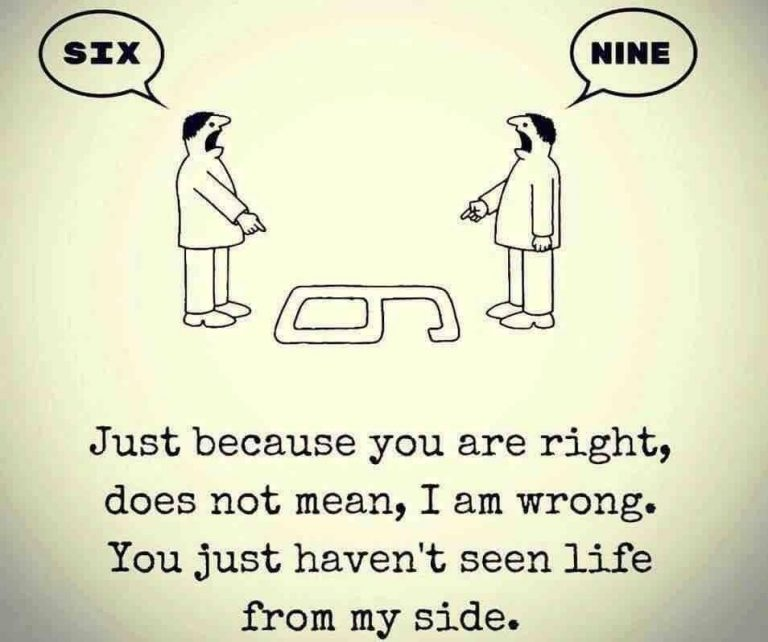 SIX
NINE
Just because you are right,
does not mean, I am wrong.
You just haven't seen life
from my side.